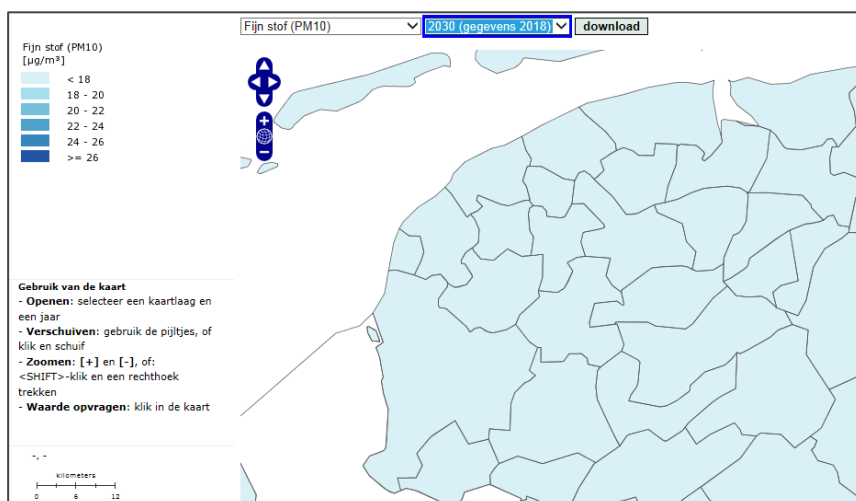 Fijn stof (PM10)
2030 (gegevens 2018)
download
Fijn stof (PM10)
[µg/m³]
< 18
18 - 20
20 - 22
22 - 24
24 - 26
>= 26
Gebruik van de kaart
- Openen: selecteer een kaartlaag en
een jaar
- Verschuiven: gebruik de pijltjes, of
klik en schuif
- Zoomen: [+] en [-], of:
<SHIFT>-klik en een rechthoek
trekken
- Waarde opvragen: klik in de kaart
-, -
kilometers
0 6 12